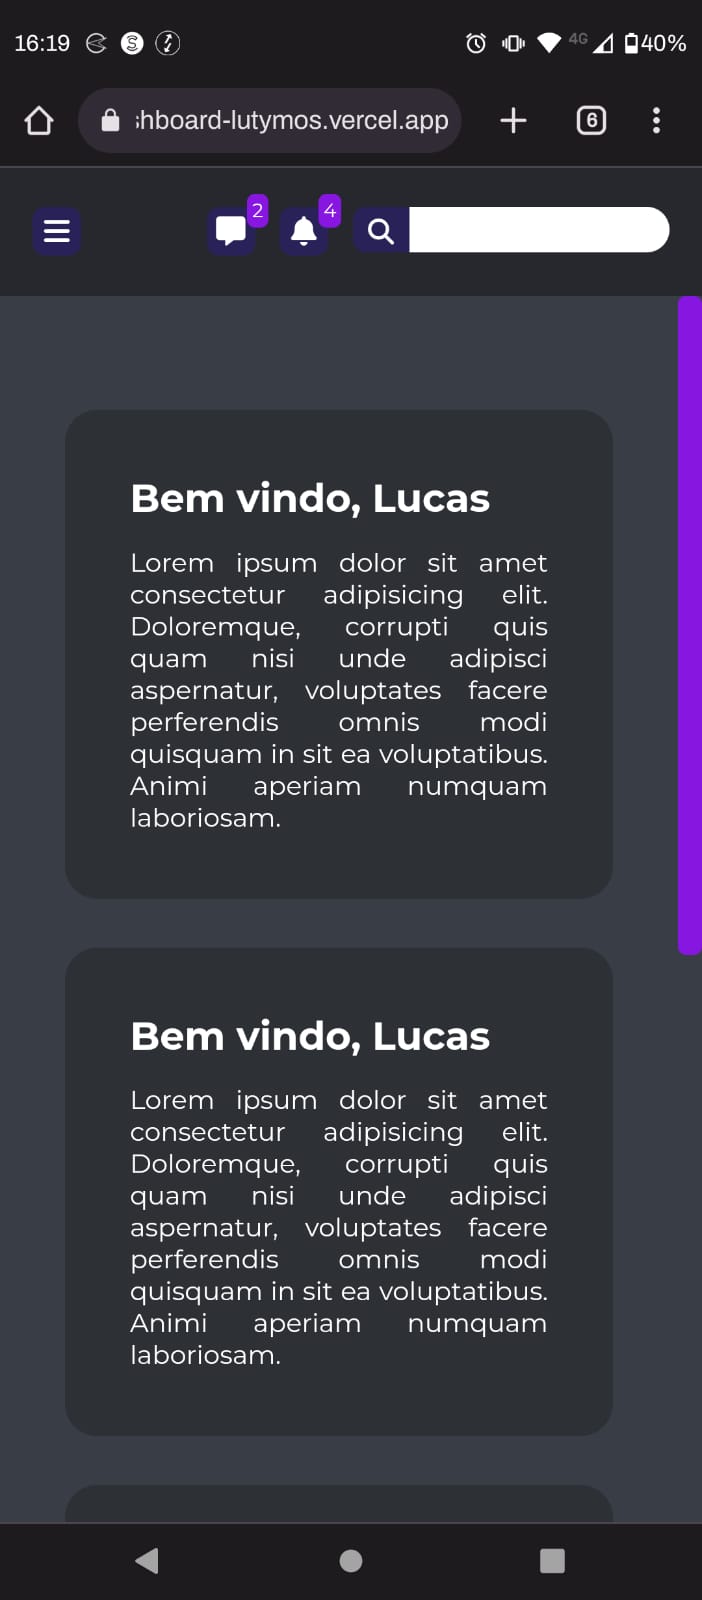 16:19
4G
40%
hboard-lutymos.vercel.app
6
2
4
Bem vindo, Lucas
Lorem ipsum dolor sit amet
consectetur adipisicing elit.
Doloremque, corrupti quis
quam nisi unde adipisci
aspernatur, voluptates facere
perferendis omnis modi
quisquam in sit ea voluptatibus.
Animi aperiam numquam
laboriosam.
Bem vindo, Lucas
Lorem ipsum dolor sit amet
consectetur adipisicing elit.
Doloremque, corrupti quis
quam nisi unde adipisci
aspernatur, voluptates facere
perferendis omnis modi
quisquam in sit ea voluptatibus.
Animi aperiam numquam
laboriosam.